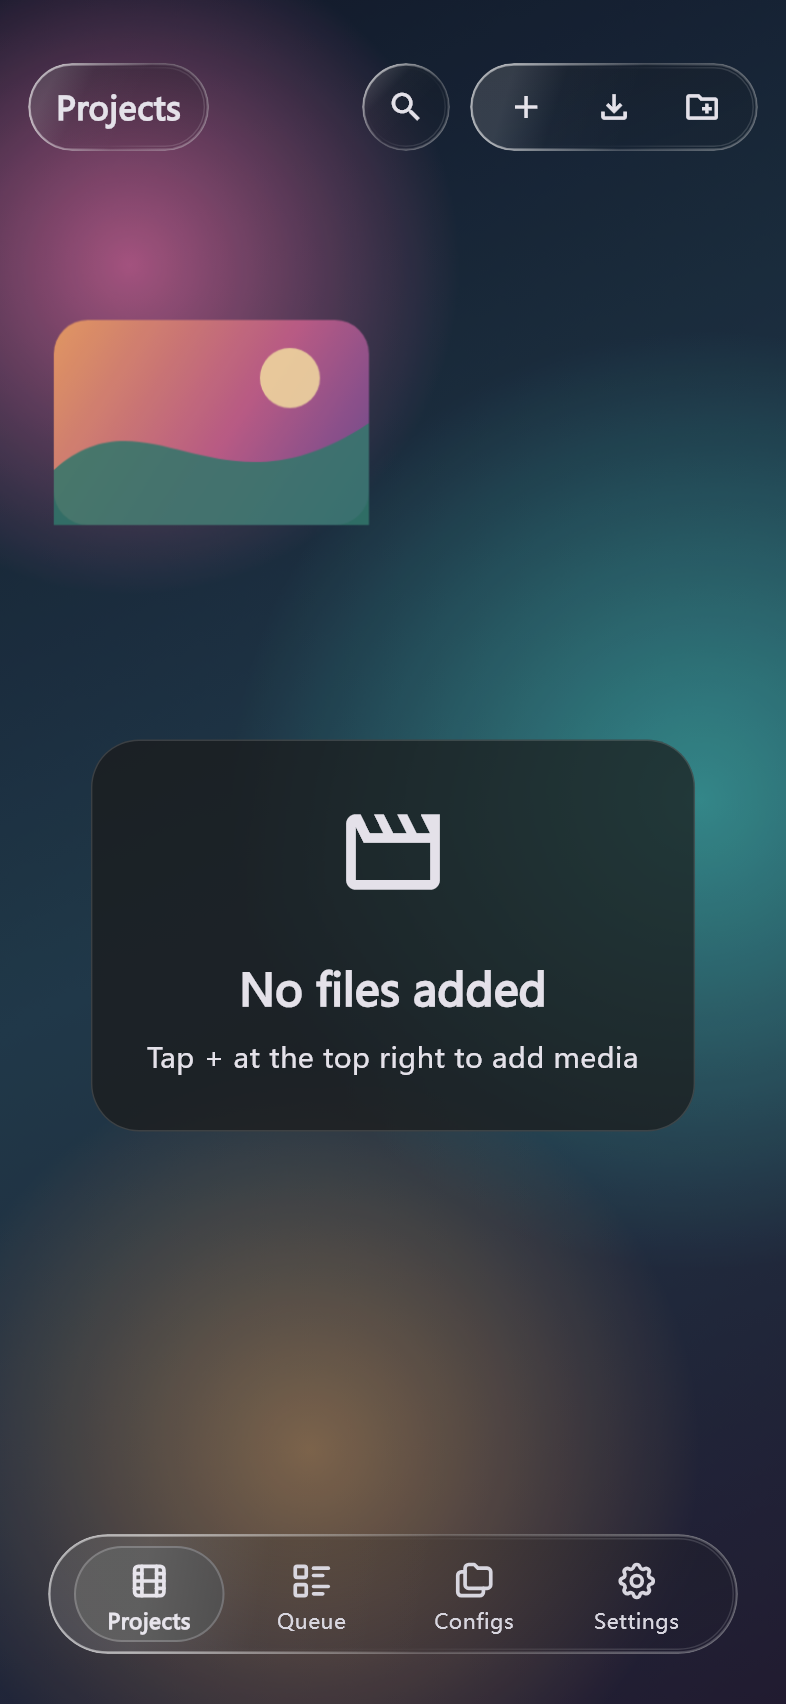 Projects
No files added
Tap + at the top right to add media
Projects
Queue
Configs
Settings